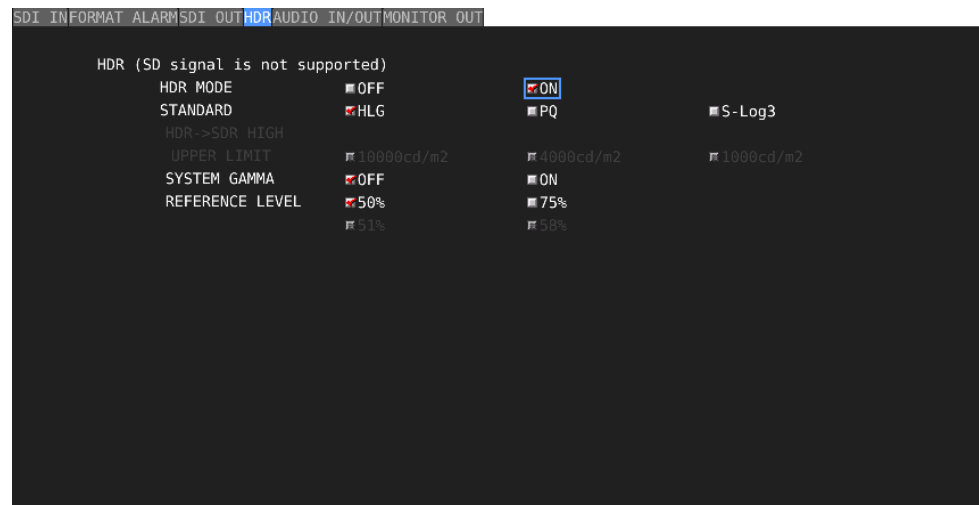 SDI IN FORMAT ALARM SDI OUT HDR AUDIO IN/OUT MONITOR OUT
HDR (SD signal is not supported)
HDR MODE OFF ON
STANDARD HLG PQ S-Log3
HDR->SDR HIGH
UPPER LIMIT 10000cd/m2 4000cd/m2 1000cd/m2
SYSTEM GAMMA OFF ON
REFERENCE LEVEL 50% 75%
51% 58%